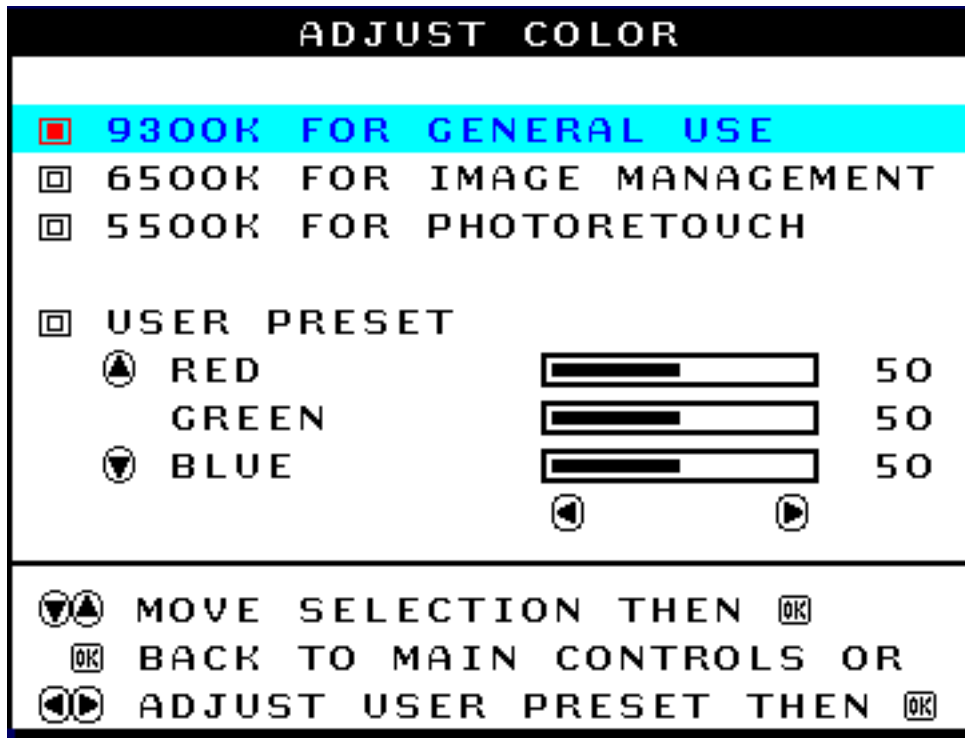 ADJUST COLOR
9300K FOR GENERAL USE
6500K FOR IMAGE MANAGEMENT
5500K FOR PHOTORETOUCH
USER PRESET
RED 50
GREEN 50
BLUE 50
MOVE SELECTION THEN OK
OK BACK TO MAIN CONTROLS OR
ADJUST USER PRESET THEN OK